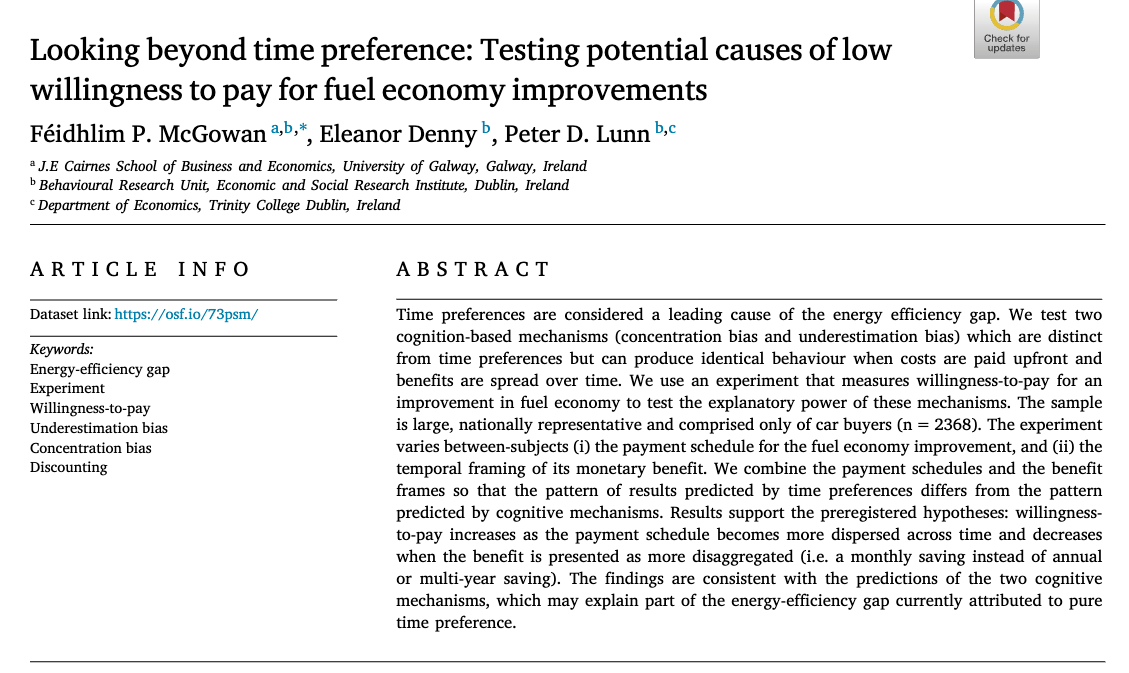 Check for
updates
Looking beyond time preference: Testing potential causes of low
willingness to pay for fuel economy improvements
Féidhlim P. McGowan a,b,*, Eleanor Denny b, Peter D. Lunn b,c
a J.E Cairnes School of Business and Economics, University of Galway, Galway, Ireland
b Behavioural Research Unit, Economic and Social Research Institute, Dublin, Ireland
c Department of Economics, Trinity College Dublin, Ireland
ARTICLE INFO
Dataset link: https://osf.io/73psm/
Keywords:
Energy-efficiency gap
Experiment
Willingness-to-pay
Underestimation bias
Concentration bias
Discounting
ABSTRACT
Time preferences are considered a leading cause of the energy efficiency gap. We test two
cognition-based mechanisms (concentration bias and underestimation bias) which are distinct
from time preferences but can produce identical behaviour when costs are paid upfront and
benefits are spread over time. We use an experiment that measures willingness-to-pay for an
improvement in fuel economy to test the explanatory power of these mechanisms. The sample
is large, nationally representative and comprised only of car buyers (n = 2368). The experiment
varies between-subjects (i) the payment schedule for the fuel economy improvement, and (ii) the
temporal framing of its monetary benefit. We combine the payment schedules and the benefit
frames so that the pattern of results predicted by time preferences differs from the pattern
predicted by cognitive mechanisms. Results support the preregistered hypotheses: willingness-
to-pay increases as the payment schedule becomes more dispersed across time and decreases
when the benefit is presented as more disaggregated (i.e. a monthly saving instead of annual
or multi-year saving). The findings are consistent with the predictions of the two cognitive
mechanisms, which may explain part of the energy-efficiency gap currently attributed to pure
time preference.